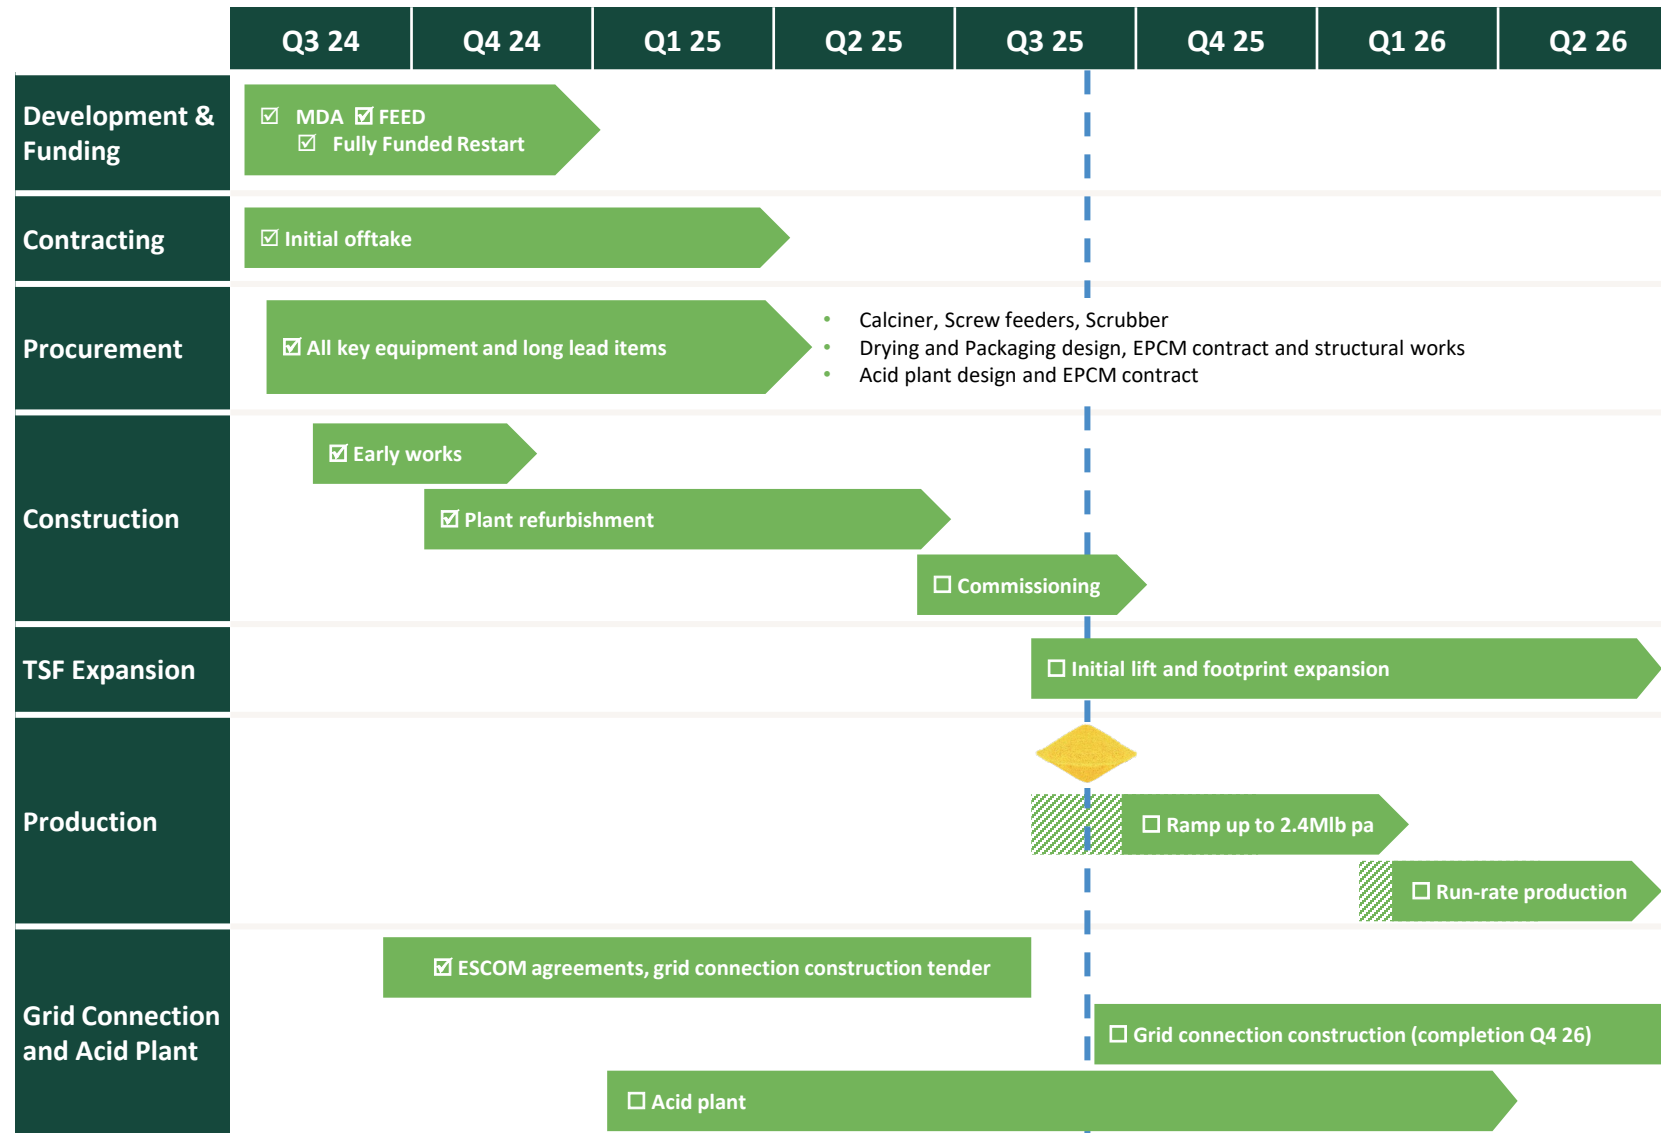 Q3 24 Q4 24 Q1 25 Q2 25 Q3 25 Q4 25 Q1 26 Q2 26
Development &
Funding
☑ MDA ☑ FEED
☑ Fully Funded Restart
Contracting
☑ Initial offtake
Procurement
☑ All key equipment and long lead items
• Calciner, Screw feeders, Scrubber
• Drying and Packaging design, EPCM contract and structural works
• Acid plant design and EPCM contract
Construction
☑ Early works
☑ Plant refurbishment
☐ Commissioning
TSF Expansion
☐ Initial lift and footprint expansion
Production
☐ Ramp up to 2.4Mlb pa
☐ Run-rate production
Grid Connection
and Acid Plant
☑ ESCOM agreements, grid connection construction tender
☐ Grid connection construction (completion Q4 26)
☐ Acid plant